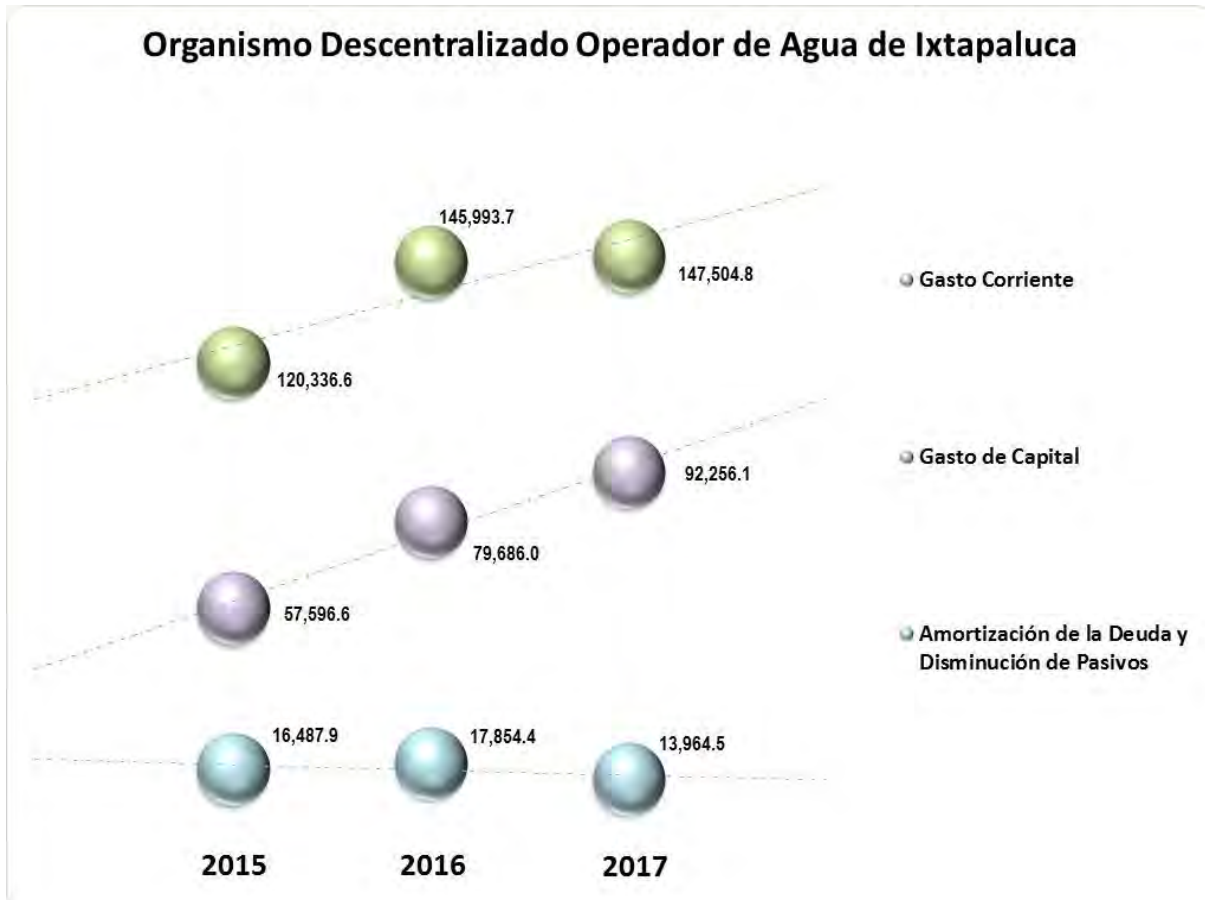 Organismo Descentralizado Operador de Agua de Ixtapaluca
145,993.7
147,504.8
120,336.6
Gasto Corriente
92,256.1
79,686.0
57,596.6
Gasto de Capital
16,487.9
17,854.4
13,964.5
Amortización de la Deuda y
Disminución de Pasivos
2015
2016
2017